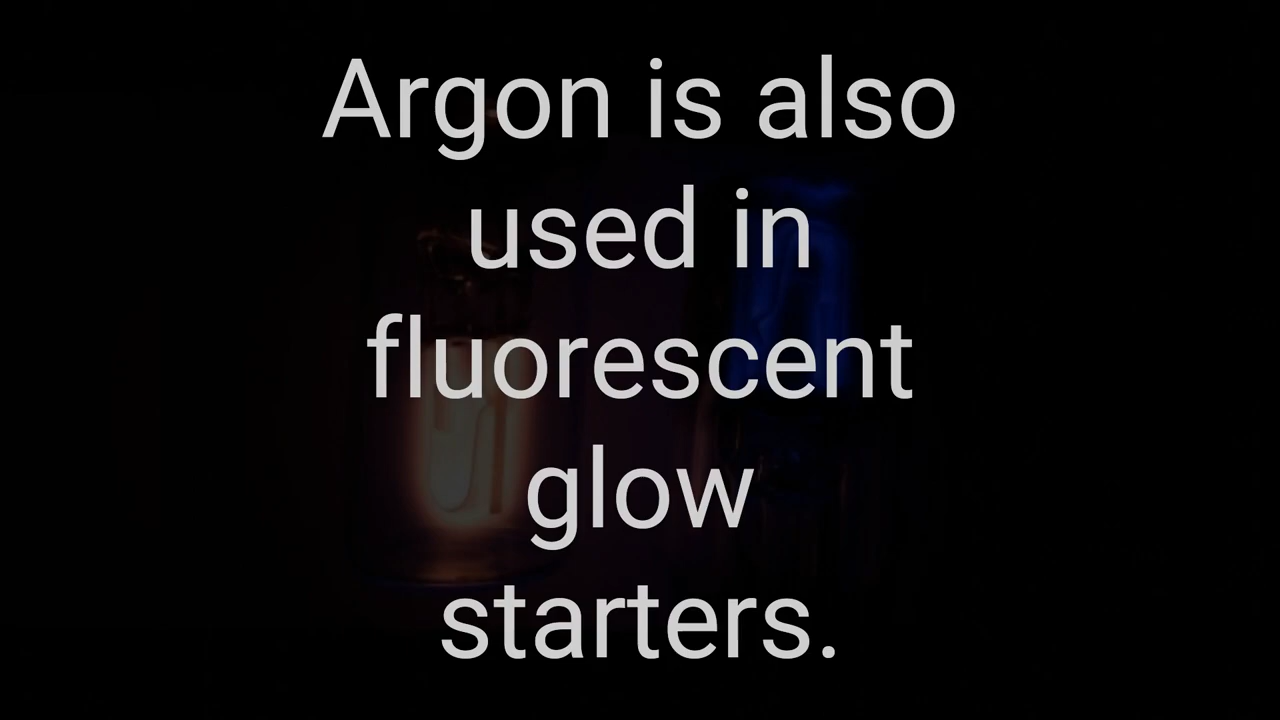 Argon is also
used in
fluorescent
glow
starters.